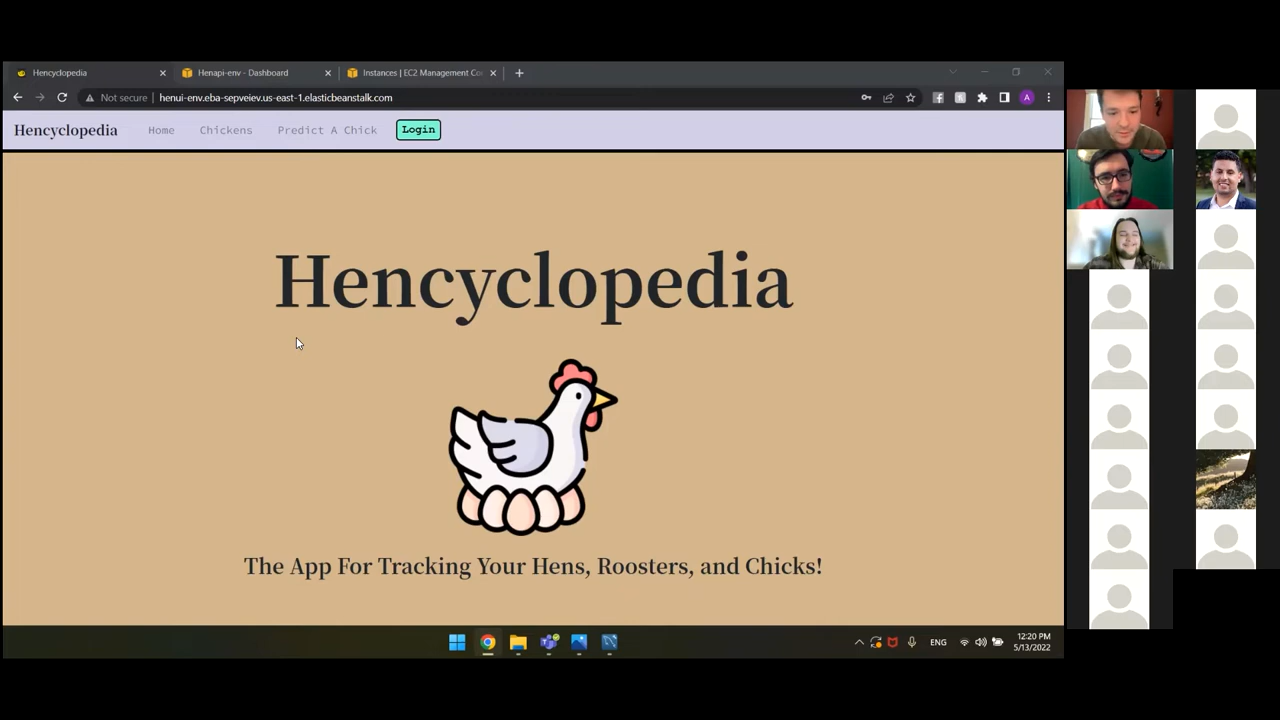 Hencyclopedia
Henapi-env - Dashboard
Instances | EC2 Management Co
Not secure
henui-env.eba-sepveiev.us-east-1.elasticbeanstalk.com
A
Hencyclopedia Home Chickens Predict A Chick Login
Hencyclopedia
The App For Tracking Your Hens, Roosters, and Chicks!
ENG
12:20 PM
5/13/2022